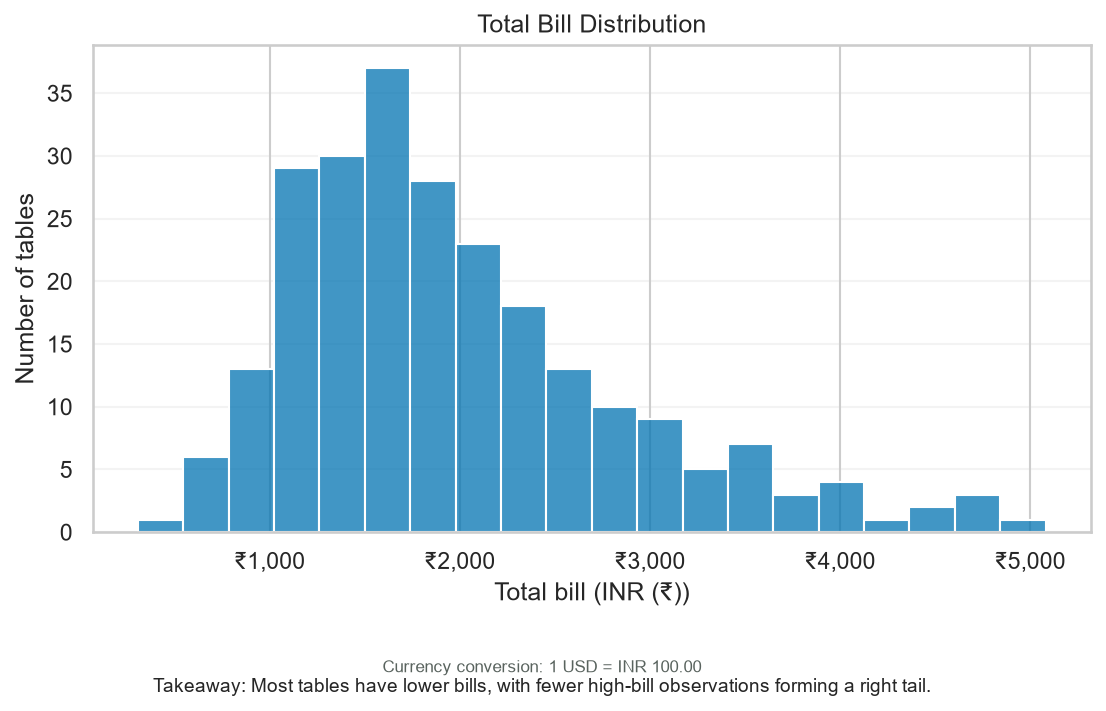 Total Bill Distribution
Number of tables
35
30
25
20
15
10
5
0
₹1,000 ₹2,000 ₹3,000 ₹4,000 ₹5,000
Total bill (INR (₹))
Currency conversion: 1 USD = INR 100.00
Takeaway: Most tables have lower bills, with fewer high-bill observations forming a right tail.